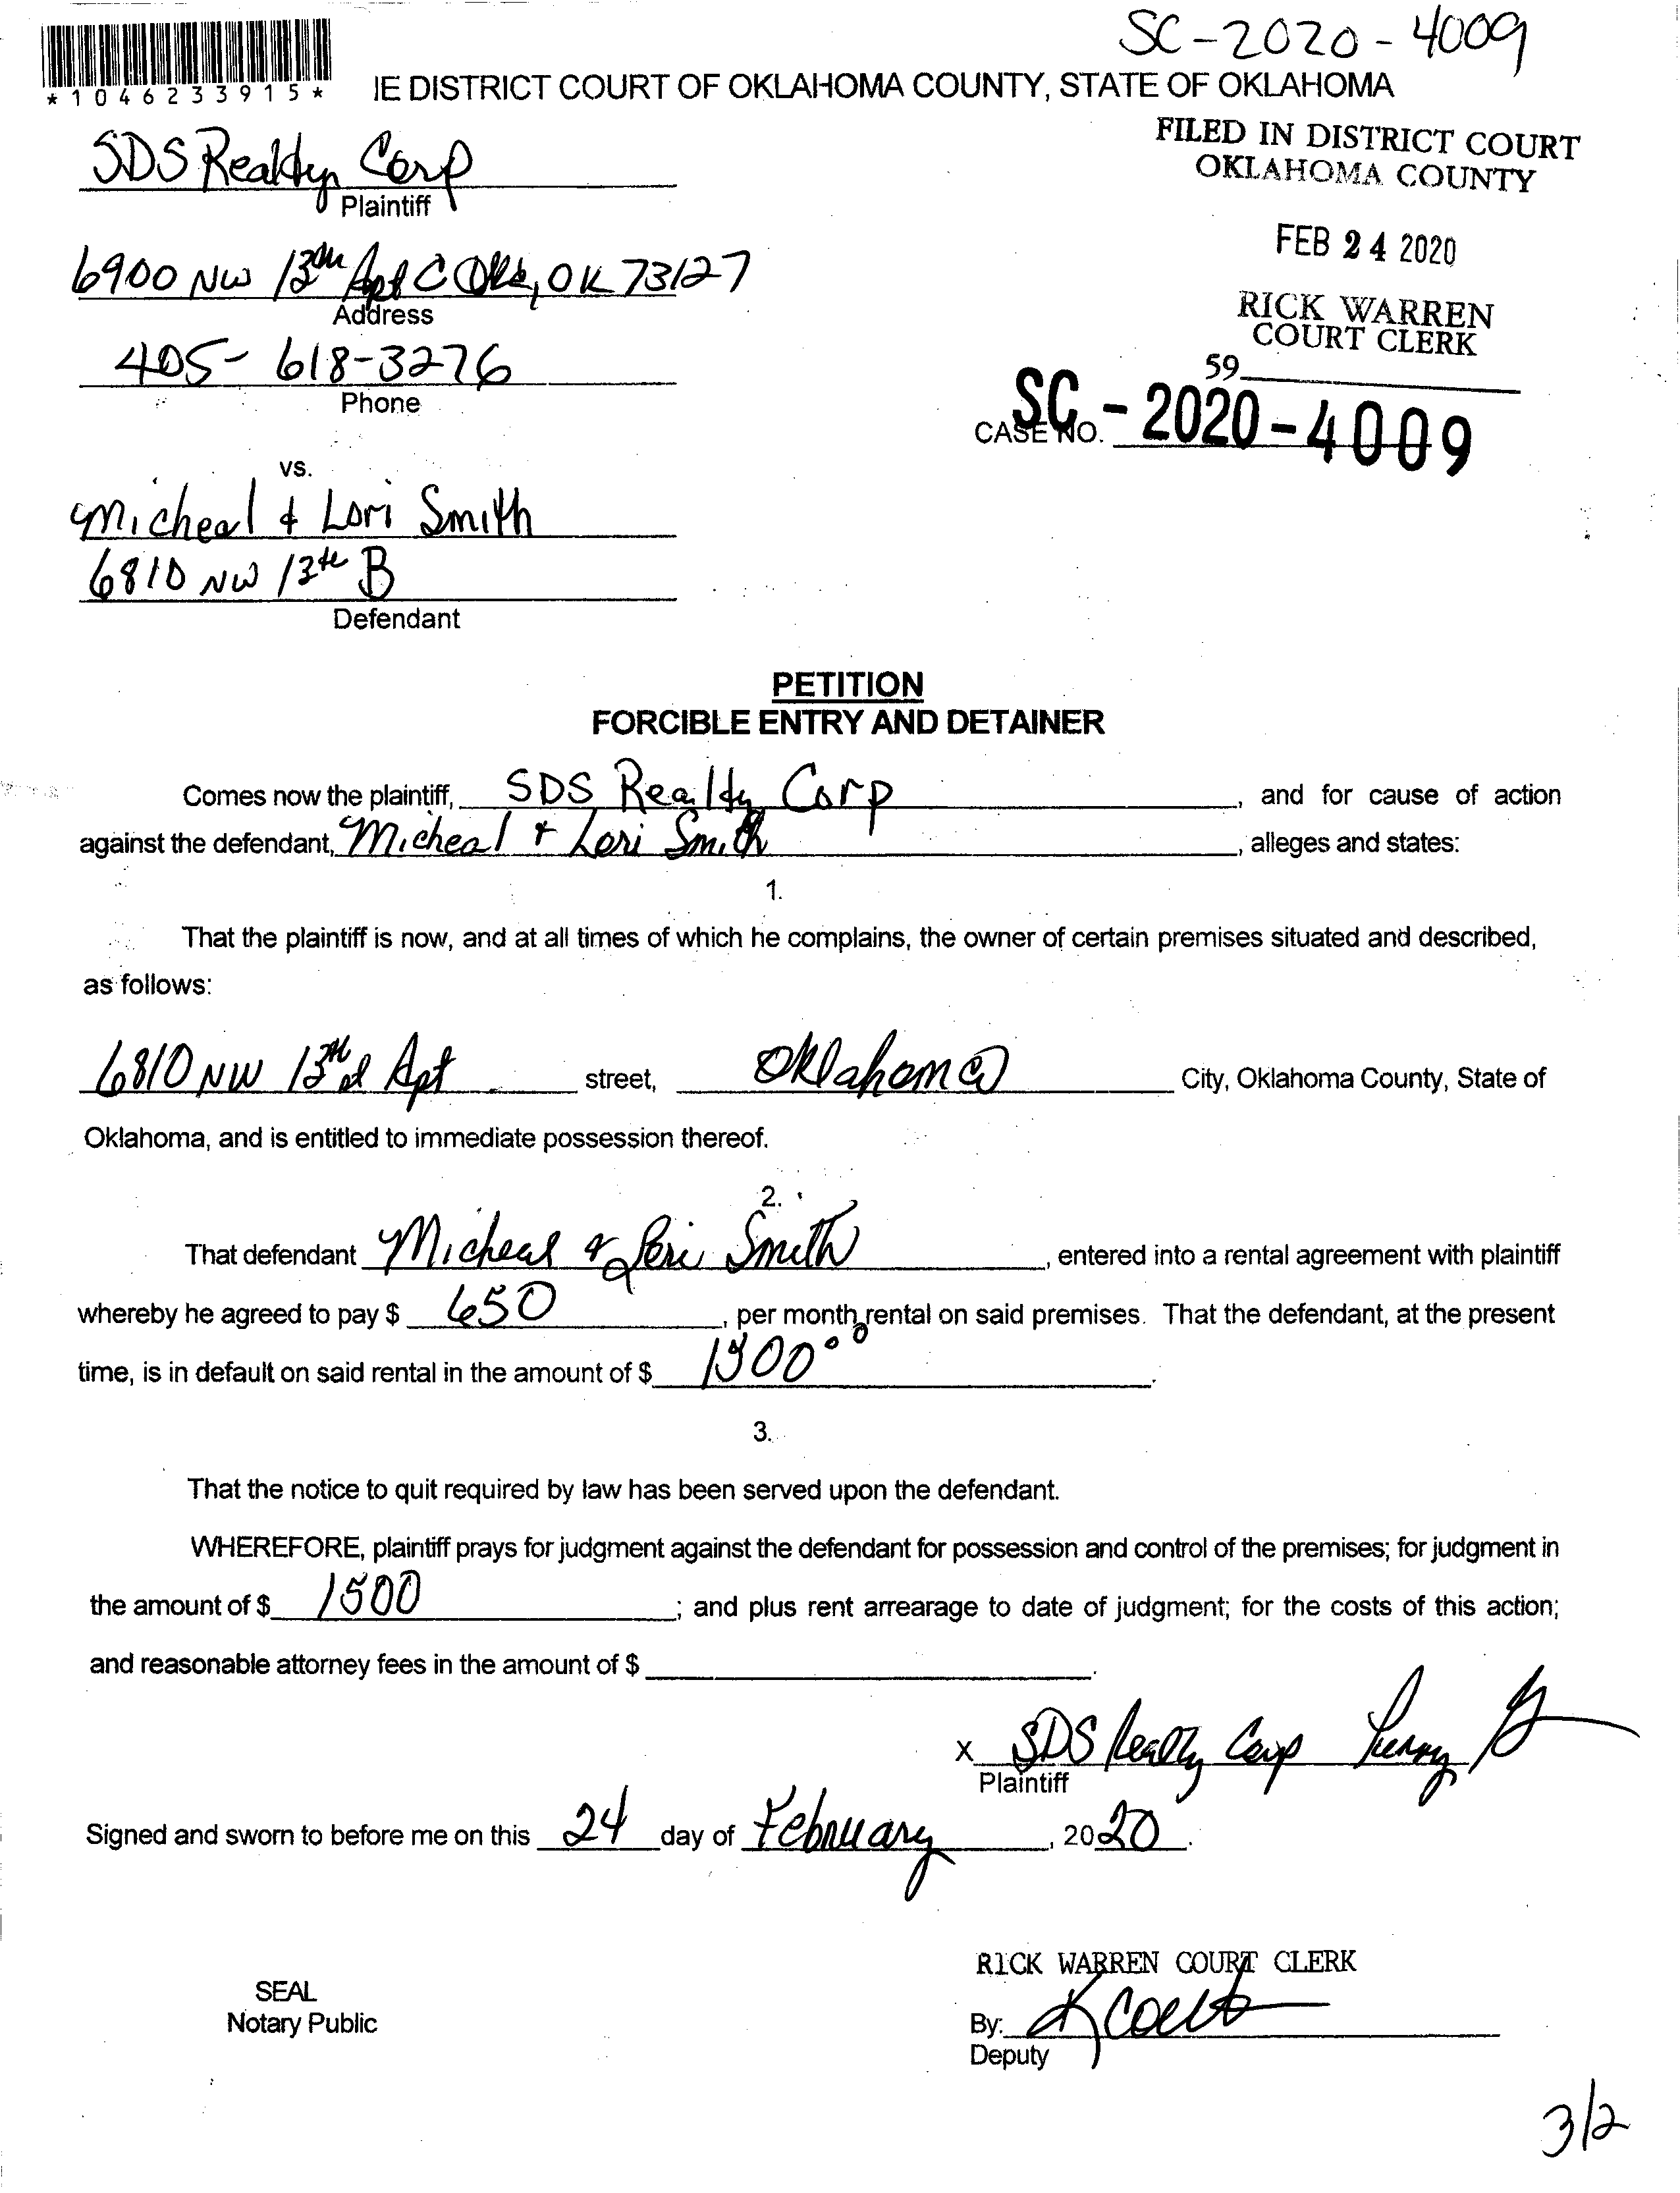 SC-2020-4009
*1046233915*
IE DISTRICT COURT OF OKLAHOMA COUNTY, STATE OF OKLAHOMA
FILED IN DISTRICT COURT
OKLAHOMA COUNTY
SDS Realty Corp
Plaintiff
FEB 24 2020
6900 NW 13th Apt C Okc, OK 73127
Address
RICK WARREN
COURT CLERK
405-618-3276
59
Phone
CASE NO. SC-2020-4009
vs.
Micheal & Lori Smith
6810 NW 13th B
Defendant
PETITION
FORCIBLE ENTRY AND DETAINER
Comes now the plaintiff, SDS Realty Corp, and for cause of action
against the defendant, Micheal & Lori Smith, alleges and states:
1.
That the plaintiff is now, and at all times of which he complains, the owner of certain premises situated and described,
as follows:
6810 NW 13th Apt street, Oklahoma City, Oklahoma County, State of
Oklahoma, and is entitled to immediate possession thereof.
2.
That defendant Micheal & Lori Smith, entered into a rental agreement with plaintiff
whereby he agreed to pay $ 650, per month rental on said premises. That the defendant, at the present
time, is in default on said rental in the amount of $ .
3.
That the notice to quit required by law has been served upon the defendant.
WHEREFORE, plaintiff prays for judgment against the defendant for possession and control of the premises; for judgment in
the amount of $ 1500; and plus rent arrearage to date of judgment; for the costs of this action;
and reasonable attorney fees in the amount of $ .
X SDS Realty Corp
Plaintiff
Signed and sworn to before me on this 24 day of February, 2020.
RICK WARREN COURT CLERK
SEAL
Notary Public
By:
Deputy
3/2